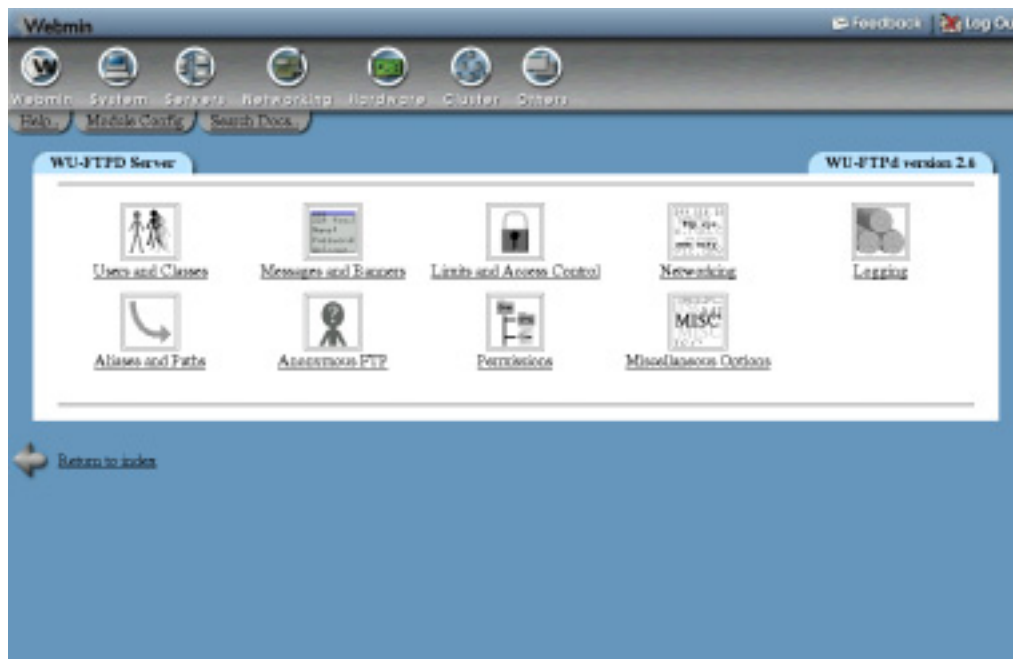 Webmin
Feedback
Log Ou
Webmin System Servers Networking Hardware Cluster Others
Help..
Module Config
Search Docs..
WU-FTPD Server
WU-FTPd version 2.6
Users and Classes
Messages and Banners
Limits and Access Control
Networking
Logging
Aliases and Paths
Anonymous FTP
Permissions
MISC
Miscellaneous Options
Return to index